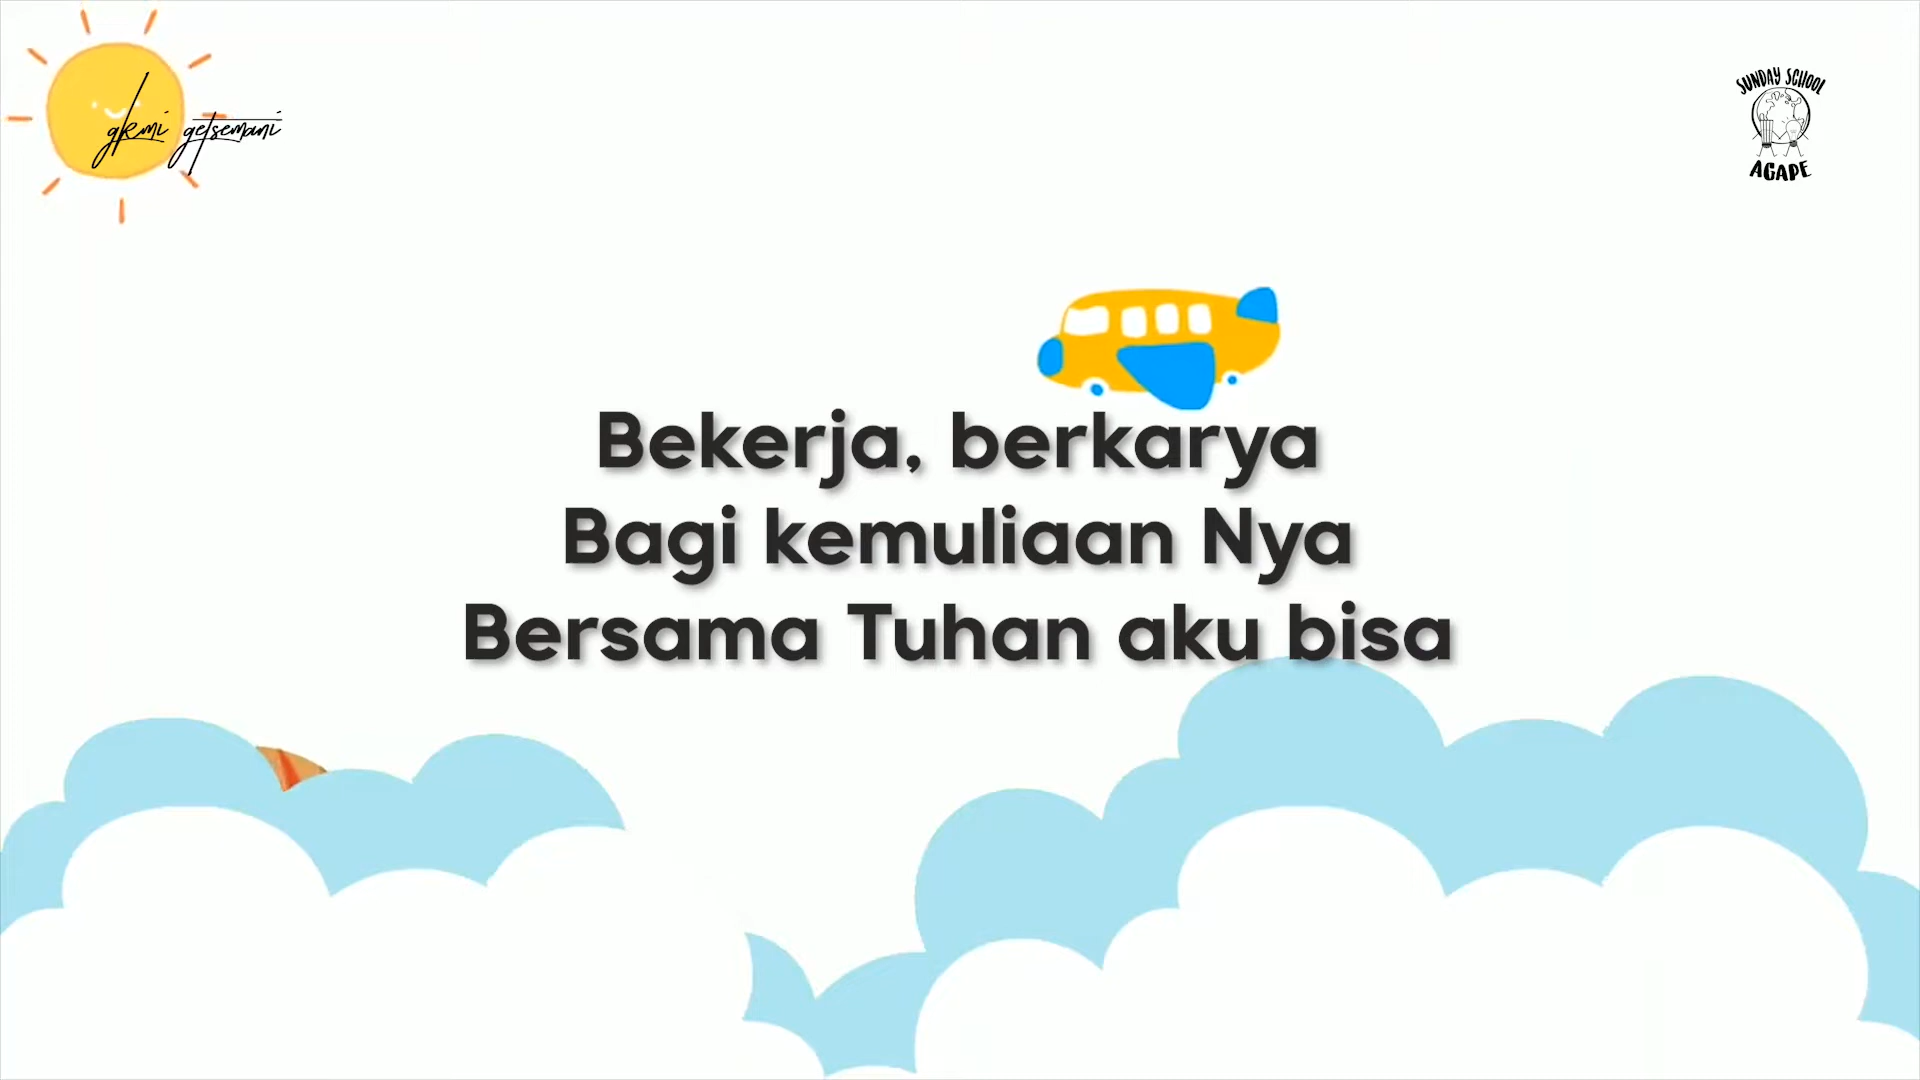 gkmi getsemani
SUNDAY SCHOOL
AGAPE
Bekerja, berkarya
Bagi kemuliaan Nya
Bersama Tuhan aku bisa